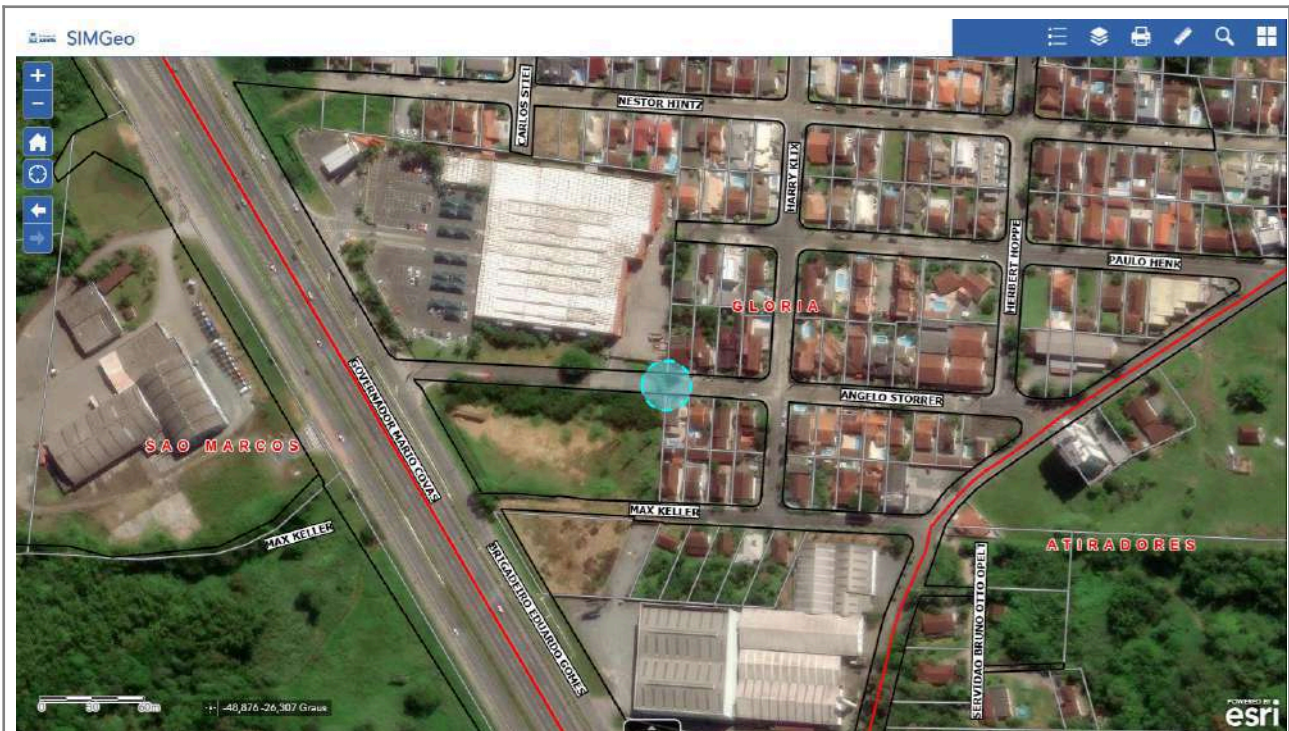 SIMGeo
+
−
NESTOR HINTZ
CARLOS STIEI
HARRY KLIX
HERBERT HOPPE
PAULO HENK
GLÓRIA
GOVERNADOR MARIO COVAS
ANGELO STORRER
SAO MARCOS
MAX KELLER
MAX KELLER
BRIGADEIRO EDUARDO GOMES
ATIRADORES
SERVIDAO BRUNO OTTO OPELT
0 30 60m
-48,876 -26,307 Graus
POWERED BY
esri